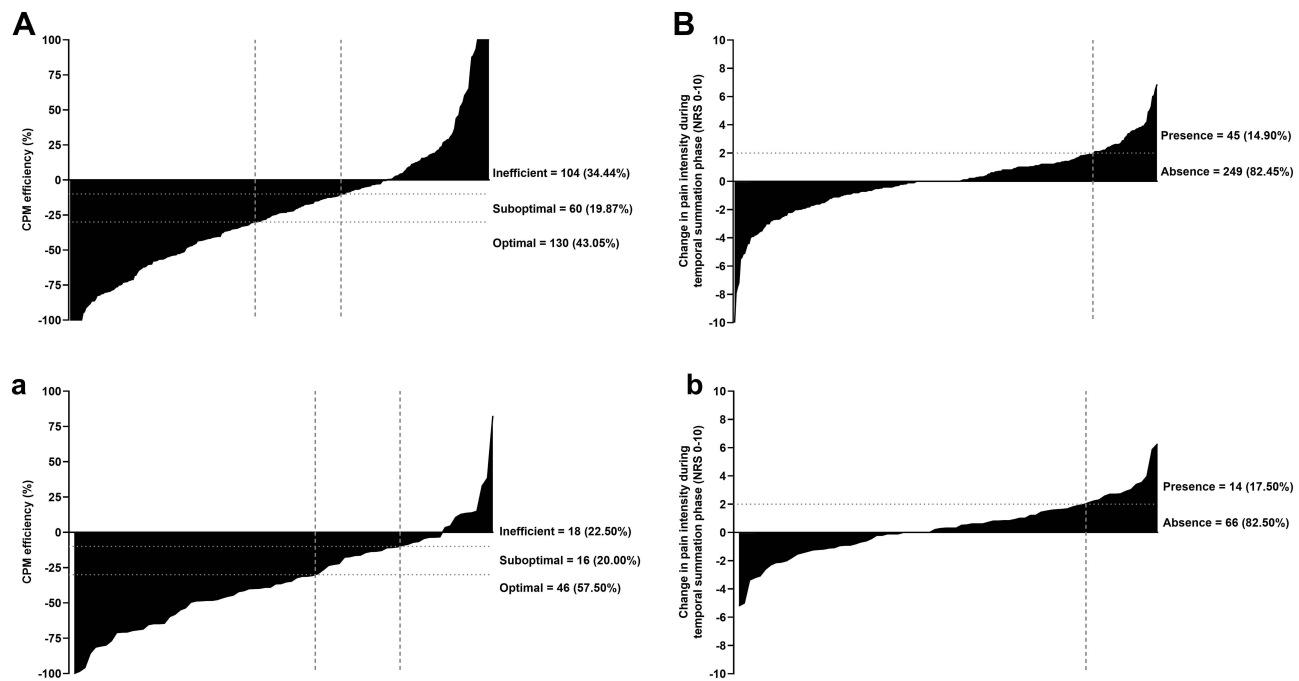 A
CPM efficiency (%)
100
75
50
25
0
-25
-50
-75
-100
Inefficient = 104 (34.44%)
Suboptimal = 60 (19.87%)
Optimal = 130 (43.05%)
B
Change in pain intensity during
temporal summation phase (NRS 0-10)
10
8
6
4
2
0
-2
-4
-6
-8
-10
Presence = 45 (14.90%)
Absence = 249 (82.45%)
a
CPM efficiency (%)
100
75
50
25
0
-25
-50
-75
-100
Inefficient = 18 (22.50%)
Suboptimal = 16 (20.00%)
Optimal = 46 (57.50%)
b
Change in pain intensity during
temporal summation phase (NRS 0-10)
10
8
6
4
2
0
-2
-4
-6
-8
-10
Presence = 14 (17.50%)
Absence = 66 (82.50%)